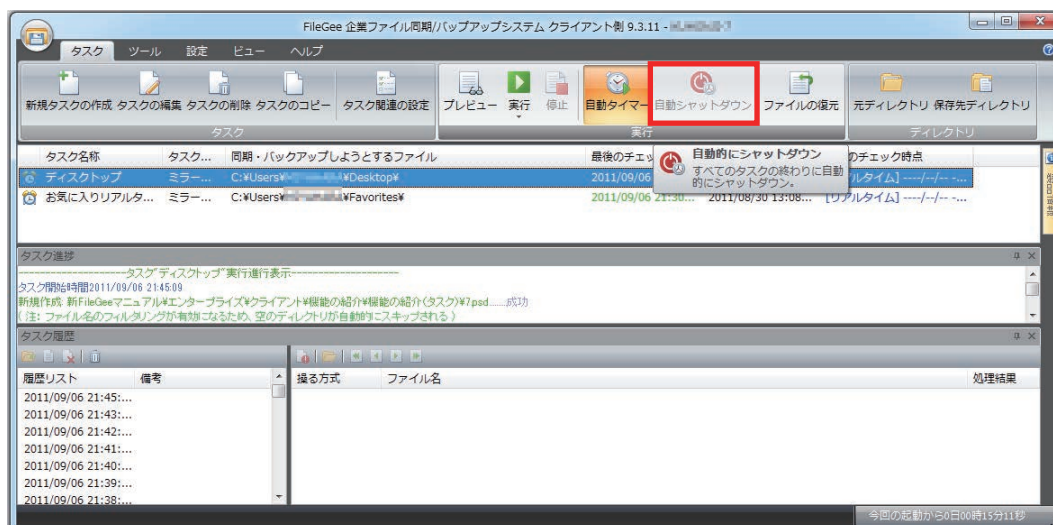 FileGee 企業ファイル同期/バップアップシステム クライアント側 9.3.11 -
タスク ツール 設定 ビュー ヘルプ
新規タスクの作成 タスクの編集 タスクの削除 タスクのコピー タスク関連の設定 プレビュー 実行 停止 自動タイマー 自動シャットダウン ファイルの復元 元ディレクトリ 保存先ディレクトリ
タスク 実行 ディレクトリ
タスク名称 タスク... 同期・バックアップしようとするファイル 最後のチェッ のチェック時点
自動的にシャットダウン
すべてのタスクの終わりに自動
的にシャットダウン。
ディスクトップ ミラー... C:¥Users¥ ¥Desktop¥ 2011/09/06 ルタイム] ----/--/-- -...
お気に入りリアルタ... ミラー... C:¥Users¥ ¥Favorites¥ 2011/09/06 21:30... 2011/08/30 13:08... [リアルタイム] ----/--/-- -...
タスク進捗
--------------------タスグ"ディスクトップ"実行進行表示--------------------
タスク開始時間2011/09/06 21:45:09
新規作成: 新FileGeeマニュアル¥エンタープライズ¥クライアント¥機能の紹介¥機能の紹介(タスク)¥7.psd......成功
( 注: ファイル名のフィルタリングが有効になるため、空のディレクトリが自動的にスキップされる )
タスク履歴
履歴リスト 備考 操る方式 ファイル名 処理結果
2011/09/06 21:45:...
2011/09/06 21:43:...
2011/09/06 21:42:...
2011/09/06 21:41:...
2011/09/06 21:40:...
2011/09/06 21:39:...
2011/09/06 21:38:...
今回の起動から0日00時15分11秒